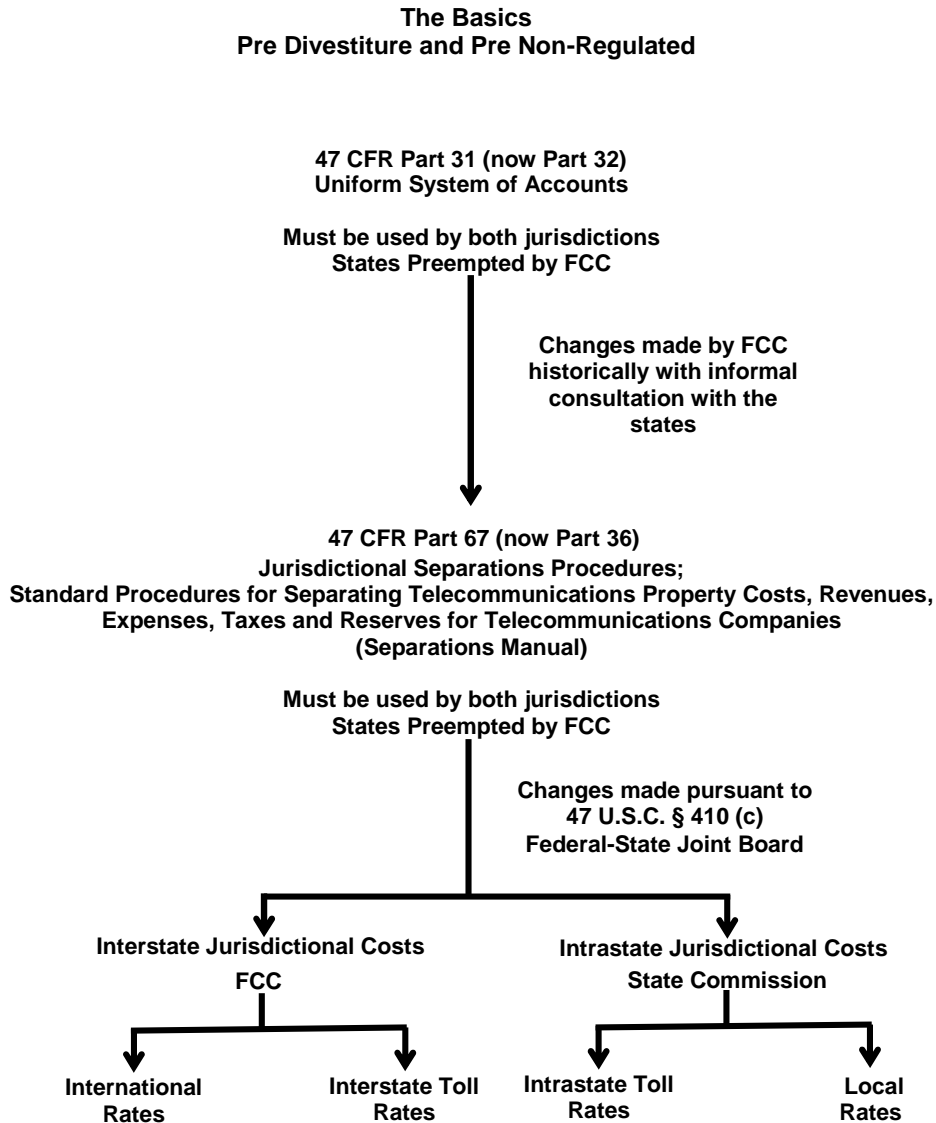 The Basics
Pre Divestiture and Pre Non-Regulated
47 CFR Part 31 (now Part 32)
Uniform System of Accounts
Must be used by both jurisdictions
States Preempted by FCC
Changes made by FCC
historically with informal
consultation with the
states
47 CFR Part 67 (now Part 36)
Jurisdictional Separations Procedures;
Standard Procedures for Separating Telecommunications Property Costs, Revenues,
Expenses, Taxes and Reserves for Telecommunications Companies
(Separations Manual)
Must be used by both jurisdictions
States Preempted by FCC
Changes made pursuant to
47 U.S.C. § 410 (c)
Federal-State Joint Board
Interstate Jurisdictional Costs
FCC
Intrastate Jurisdictional Costs
State Commission
International
Rates
Interstate Toll
Rates
Intrastate Toll
Rates
Local
Rates